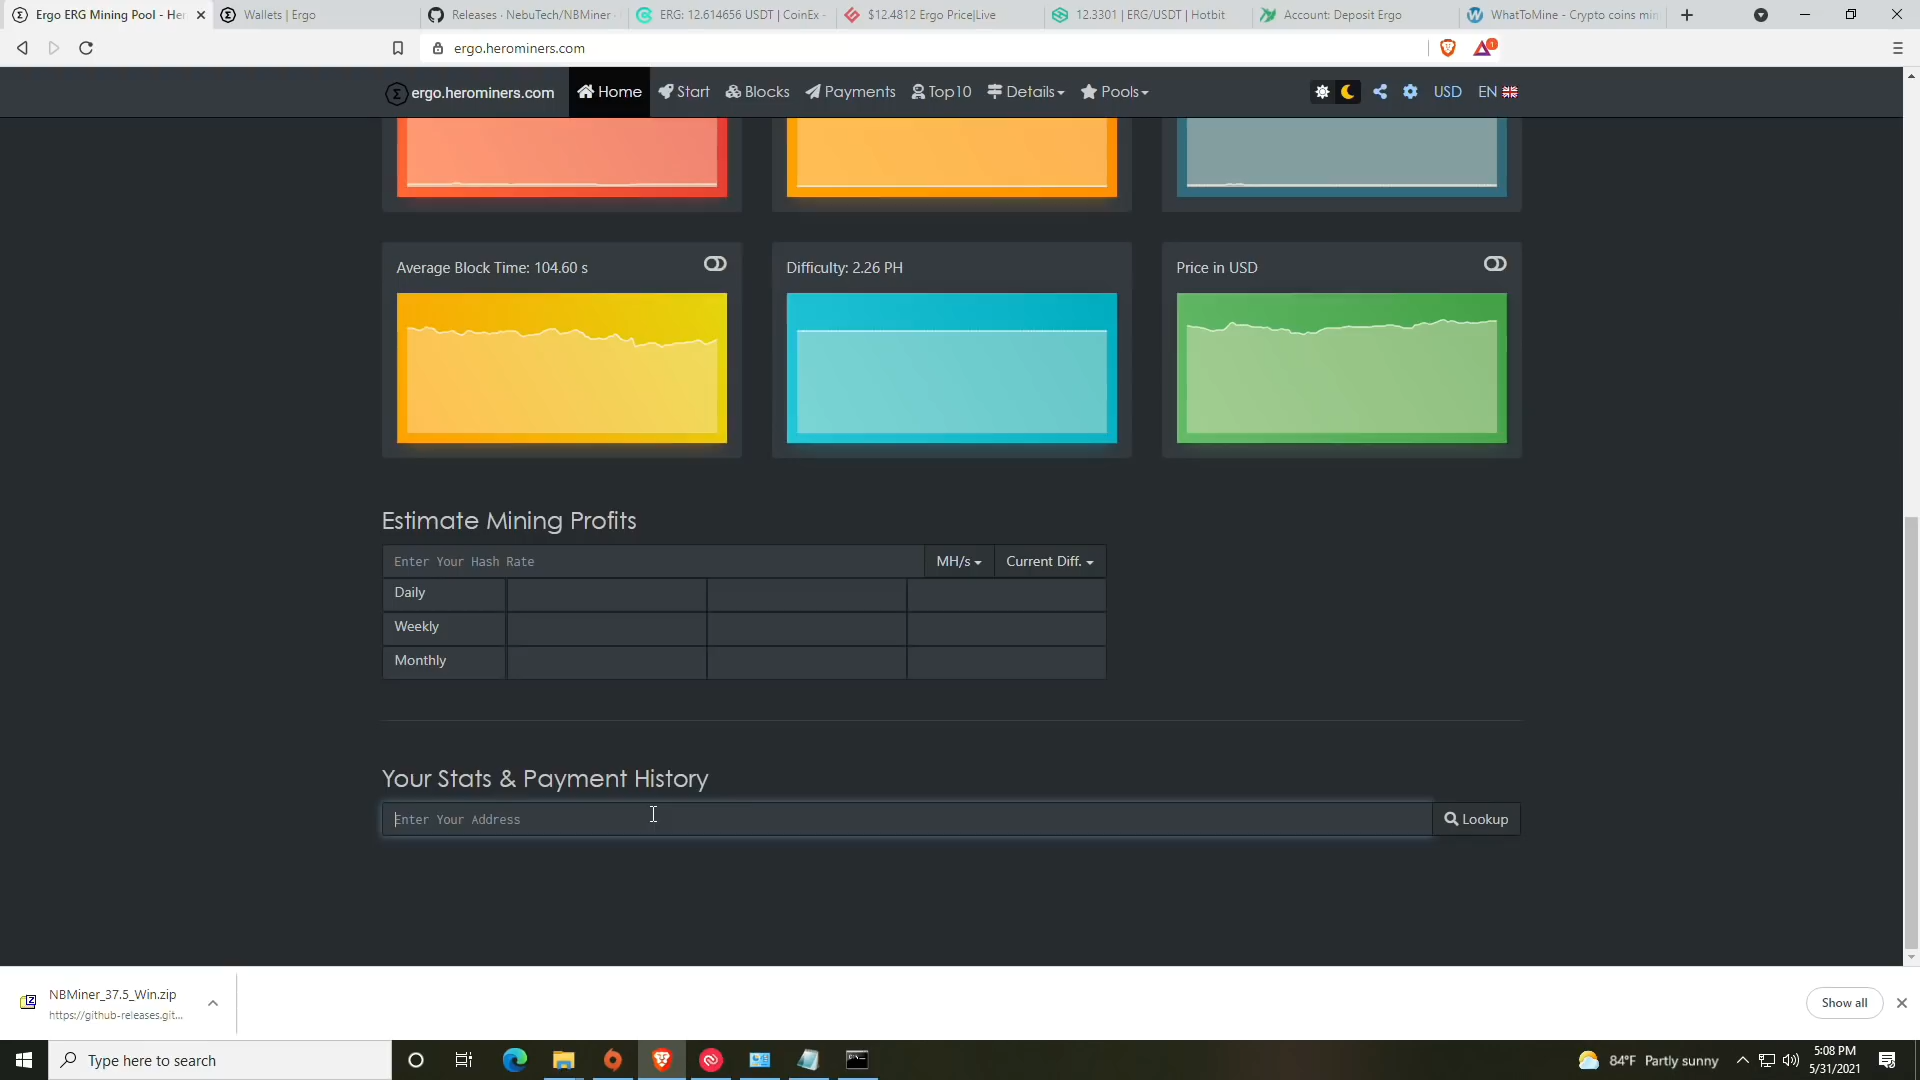 Ergo ERG Mining Pool - Her
Wallets | Ergo
Releases · NebuTech/NBMiner ·
ERG: 12.614656 USDT | CoinEx -
$12.4812 Ergo Price|Live
12.3301 | ERG/USDT | Hotbit
Account: Deposit Ergo
WhatToMine - Crypto coins min
ergo.herominers.com
1
ergo.herominers.com
Home
Start
Blocks
Payments
Top10
Details
Pools
USD
EN
Average Block Time: 104.60 s
Difficulty: 2.26 PH
Price in USD
Estimate Mining Profits
Enter Your Hash Rate
MH/s
Current Diff.
Daily
Weekly
Monthly
Your Stats & Payment History
Enter Your Address
Lookup
NBMiner_37.5_Win.zip
https://github-releases.git...
Show all
Type here to search
84°F Partly sunny
5:08 PM
5/31/2021